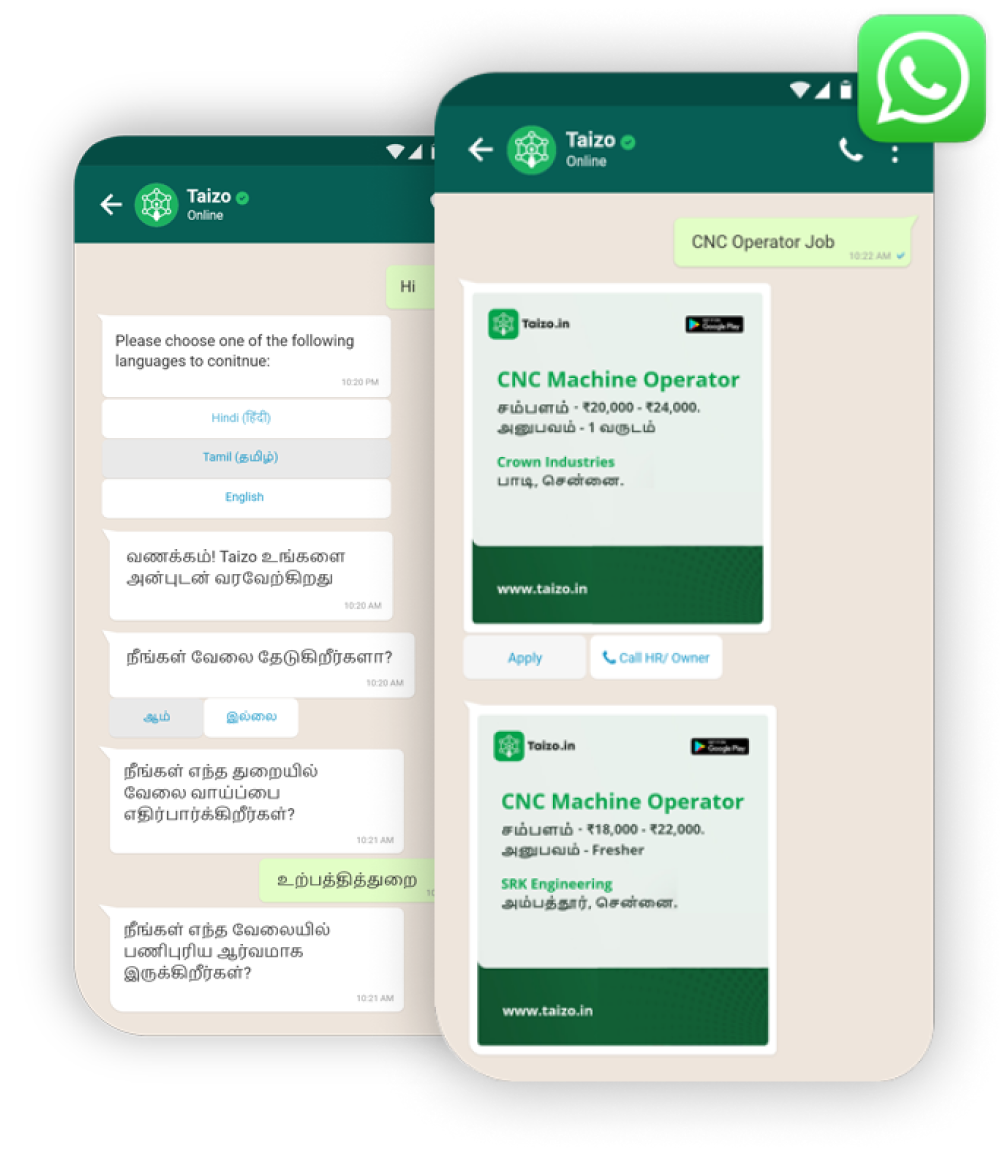 Taizo
Online
Hi
Please choose one of the following
languages to conitnue:
10:20 PM
Hindi (हिंदी)
Tamil (தமிழ்)
English
வணக்கம்! Taizo உங்களை
அன்புடன் வரவேற்கிறது
10:20 AM
நீங்கள் வேலை தேடுகிறீர்களா?
10:20 AM
ஆம்
இல்லை
நீங்கள் எந்த துறையில்
வேலை வாய்ப்பை
எதிர்பார்க்கிறீர்கள்?
10:21 AM
உற்பத்தித்துறை
10
நீங்கள் எந்த வேலையில்
பணிபுரிய ஆர்வமாக
இருக்கிறீர்கள்?
10:21 AM
Taizo
Online
CNC Operator Job
10:22 AM
Taizo.in
Google Play
CNC Machine Operator
சம்பளம் - ₹20,000 - ₹24,000.
அனுபவம் - 1 வருடம்
Crown Industries
பாடி, சென்னை.
www.taizo.in
Apply
Call HR/ Owner
Taizo.in
Google Play
CNC Machine Operator
சம்பளம் - ₹18,000 - ₹22,000.
அனுபவம் - Fresher
SRK Engineering
அம்பத்தூர், சென்னை.
www.taizo.in